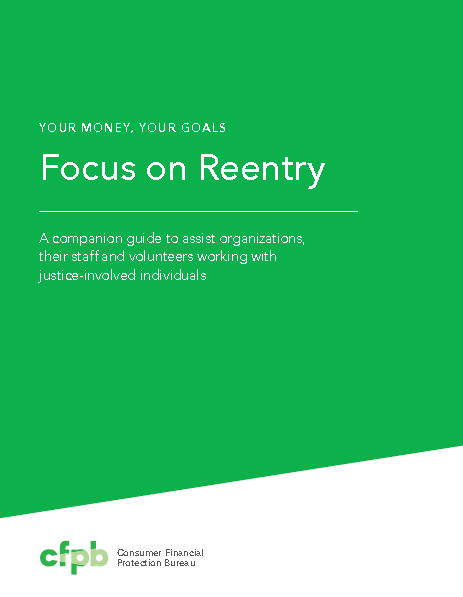 YOUR MONEY, YOUR GOALS
Focus on Reentry
A companion guide to assist organizations,
their staff and volunteers working with
justice-involved individuals
cfpb
Consumer Financial
Protection Bureau